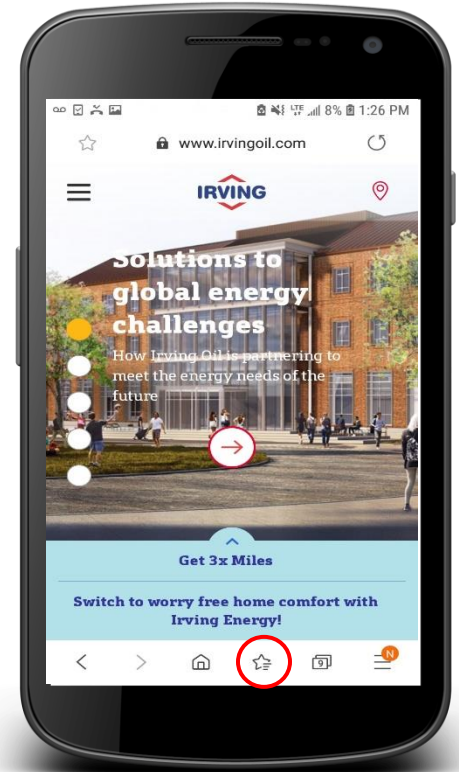 LTE 8% 1:26 PM
www.irvingoil.com
IRVING
Solutions to
global energy
challenges
How Irving Oil is partnering to
meet the energy needs of the
future
Get 3x Miles
Switch to worry free home comfort with
Irving Energy!
9
N